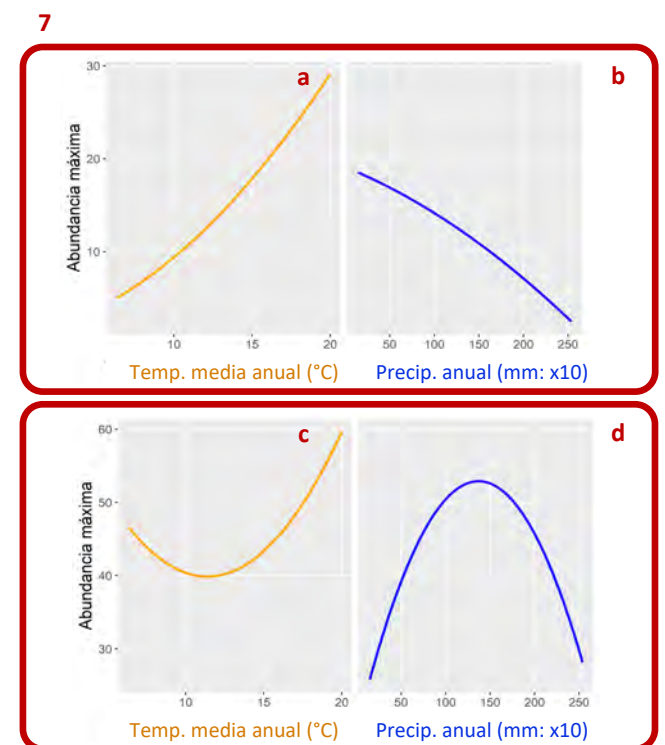 7
a
b
30
20
10
Abundancia máxima
10 15 20
50 100 150 200 250
Temp. media anual (°C)
Precip. anual (mm: x10)
c
d
60
50
40
30
Abundancia máxima
10 15 20
50 100 150 200 250
Temp. media anual (°C)
Precip. anual (mm: x10)